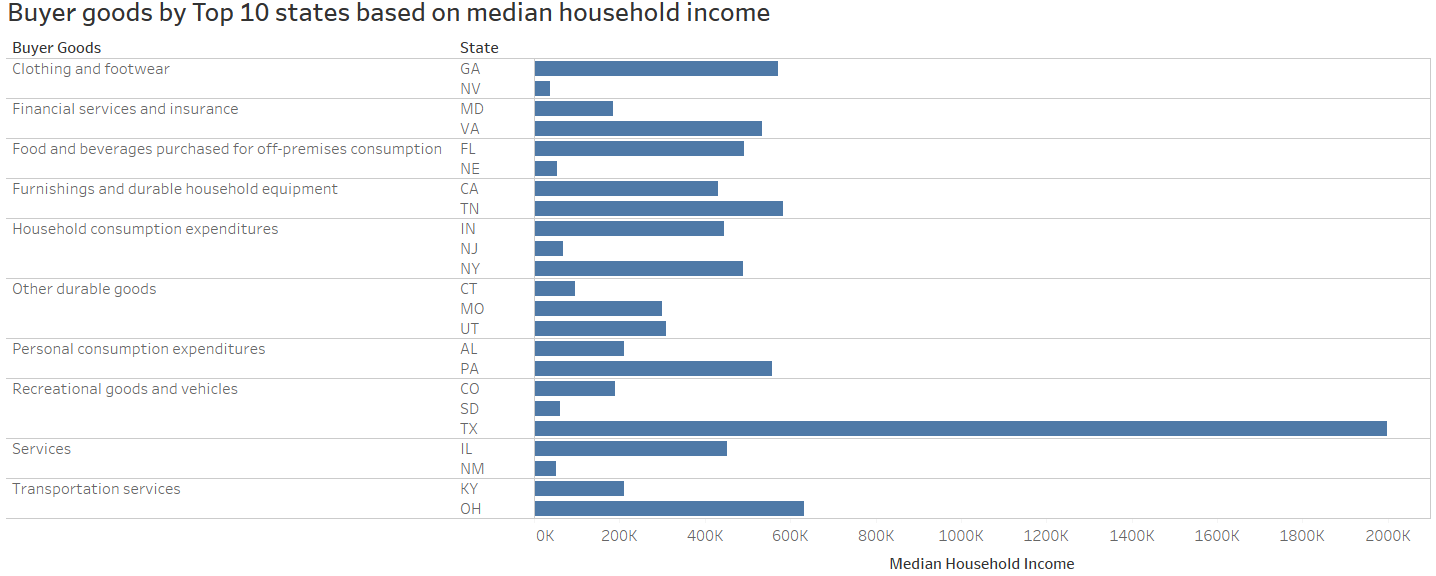 Buyer goods by Top 10 states based on median household income
Buyer Goods State
Clothing and footwear GA
NV
Financial services and insurance MD
VA
Food and beverages purchased for off-premises consumption FL
NE
Furnishings and durable household equipment CA
TN
Household consumption expenditures IN
NJ
NY
Other durable goods CT
MO
UT
Personal consumption expenditures AL
PA
Recreational goods and vehicles CO
SD
TX
Services IL
NM
Transportation services KY
OH
0K 200K 400K 600K 800K 1000K 1200K 1400K 1600K 1800K 2000K
Median Household Income